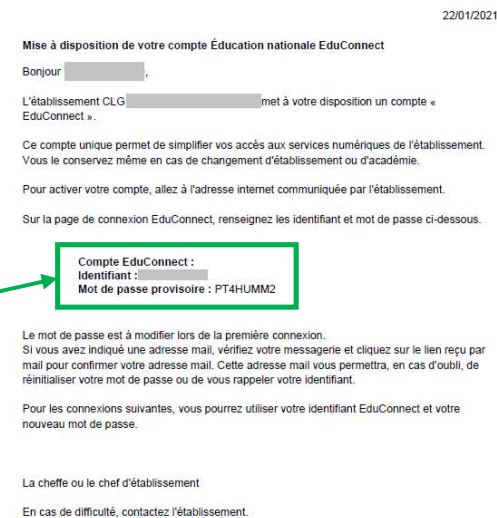 22/01/2021
Mise à disposition de votre compte Éducation nationale EduConnect
Bonjour ,
L'établissement CLG met à votre disposition un compte «
EduConnect ».
Ce compte unique permet de simplifier vos accès aux services numériques de l'établissement.
Vous le conservez même en cas de changement d'établissement ou d'académie.
Pour activer votre compte, allez à l'adresse internet communiquée par l'établissement.
Sur la page de connexion EduConnect, renseignez les identifiant et mot de passe ci-dessous.
Compte EduConnect :
Identifiant :
Mot de passe provisoire : PT4HUMM2
Le mot de passe est à modifier lors de la première connexion.
Si vous avez indiqué une adresse mail, vérifiez votre messagerie et cliquez sur le lien reçu par
mail pour confirmer votre adresse mail. Cette adresse mail vous permettra, en cas d'oubli, de
réinitialiser votre mot de passe ou de vous rappeler votre identifiant.
Pour les connexions suivantes, vous pourrez utiliser votre identifiant EduConnect et votre
nouveau mot de passe.
La cheffe ou le chef d'établissement
En cas de difficulté, contactez l'établissement.